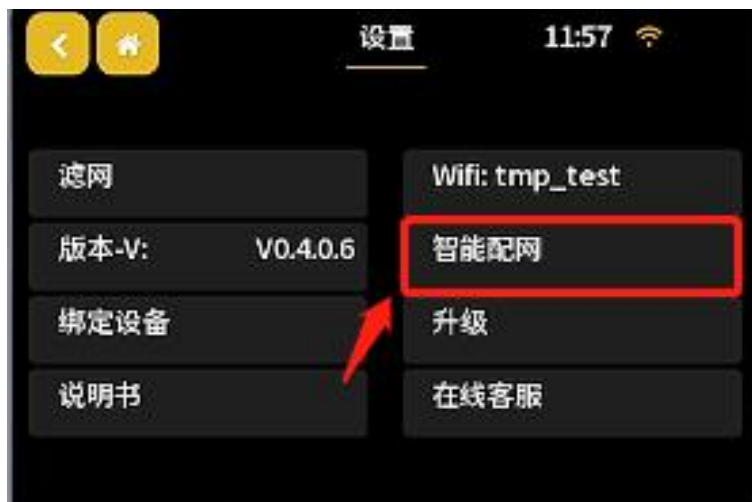 设置 11:57
滤网
Wifi: tmp_test
版本-V: V0.4.0.6
智能配网
绑定设备
升级
说明书
在线客服